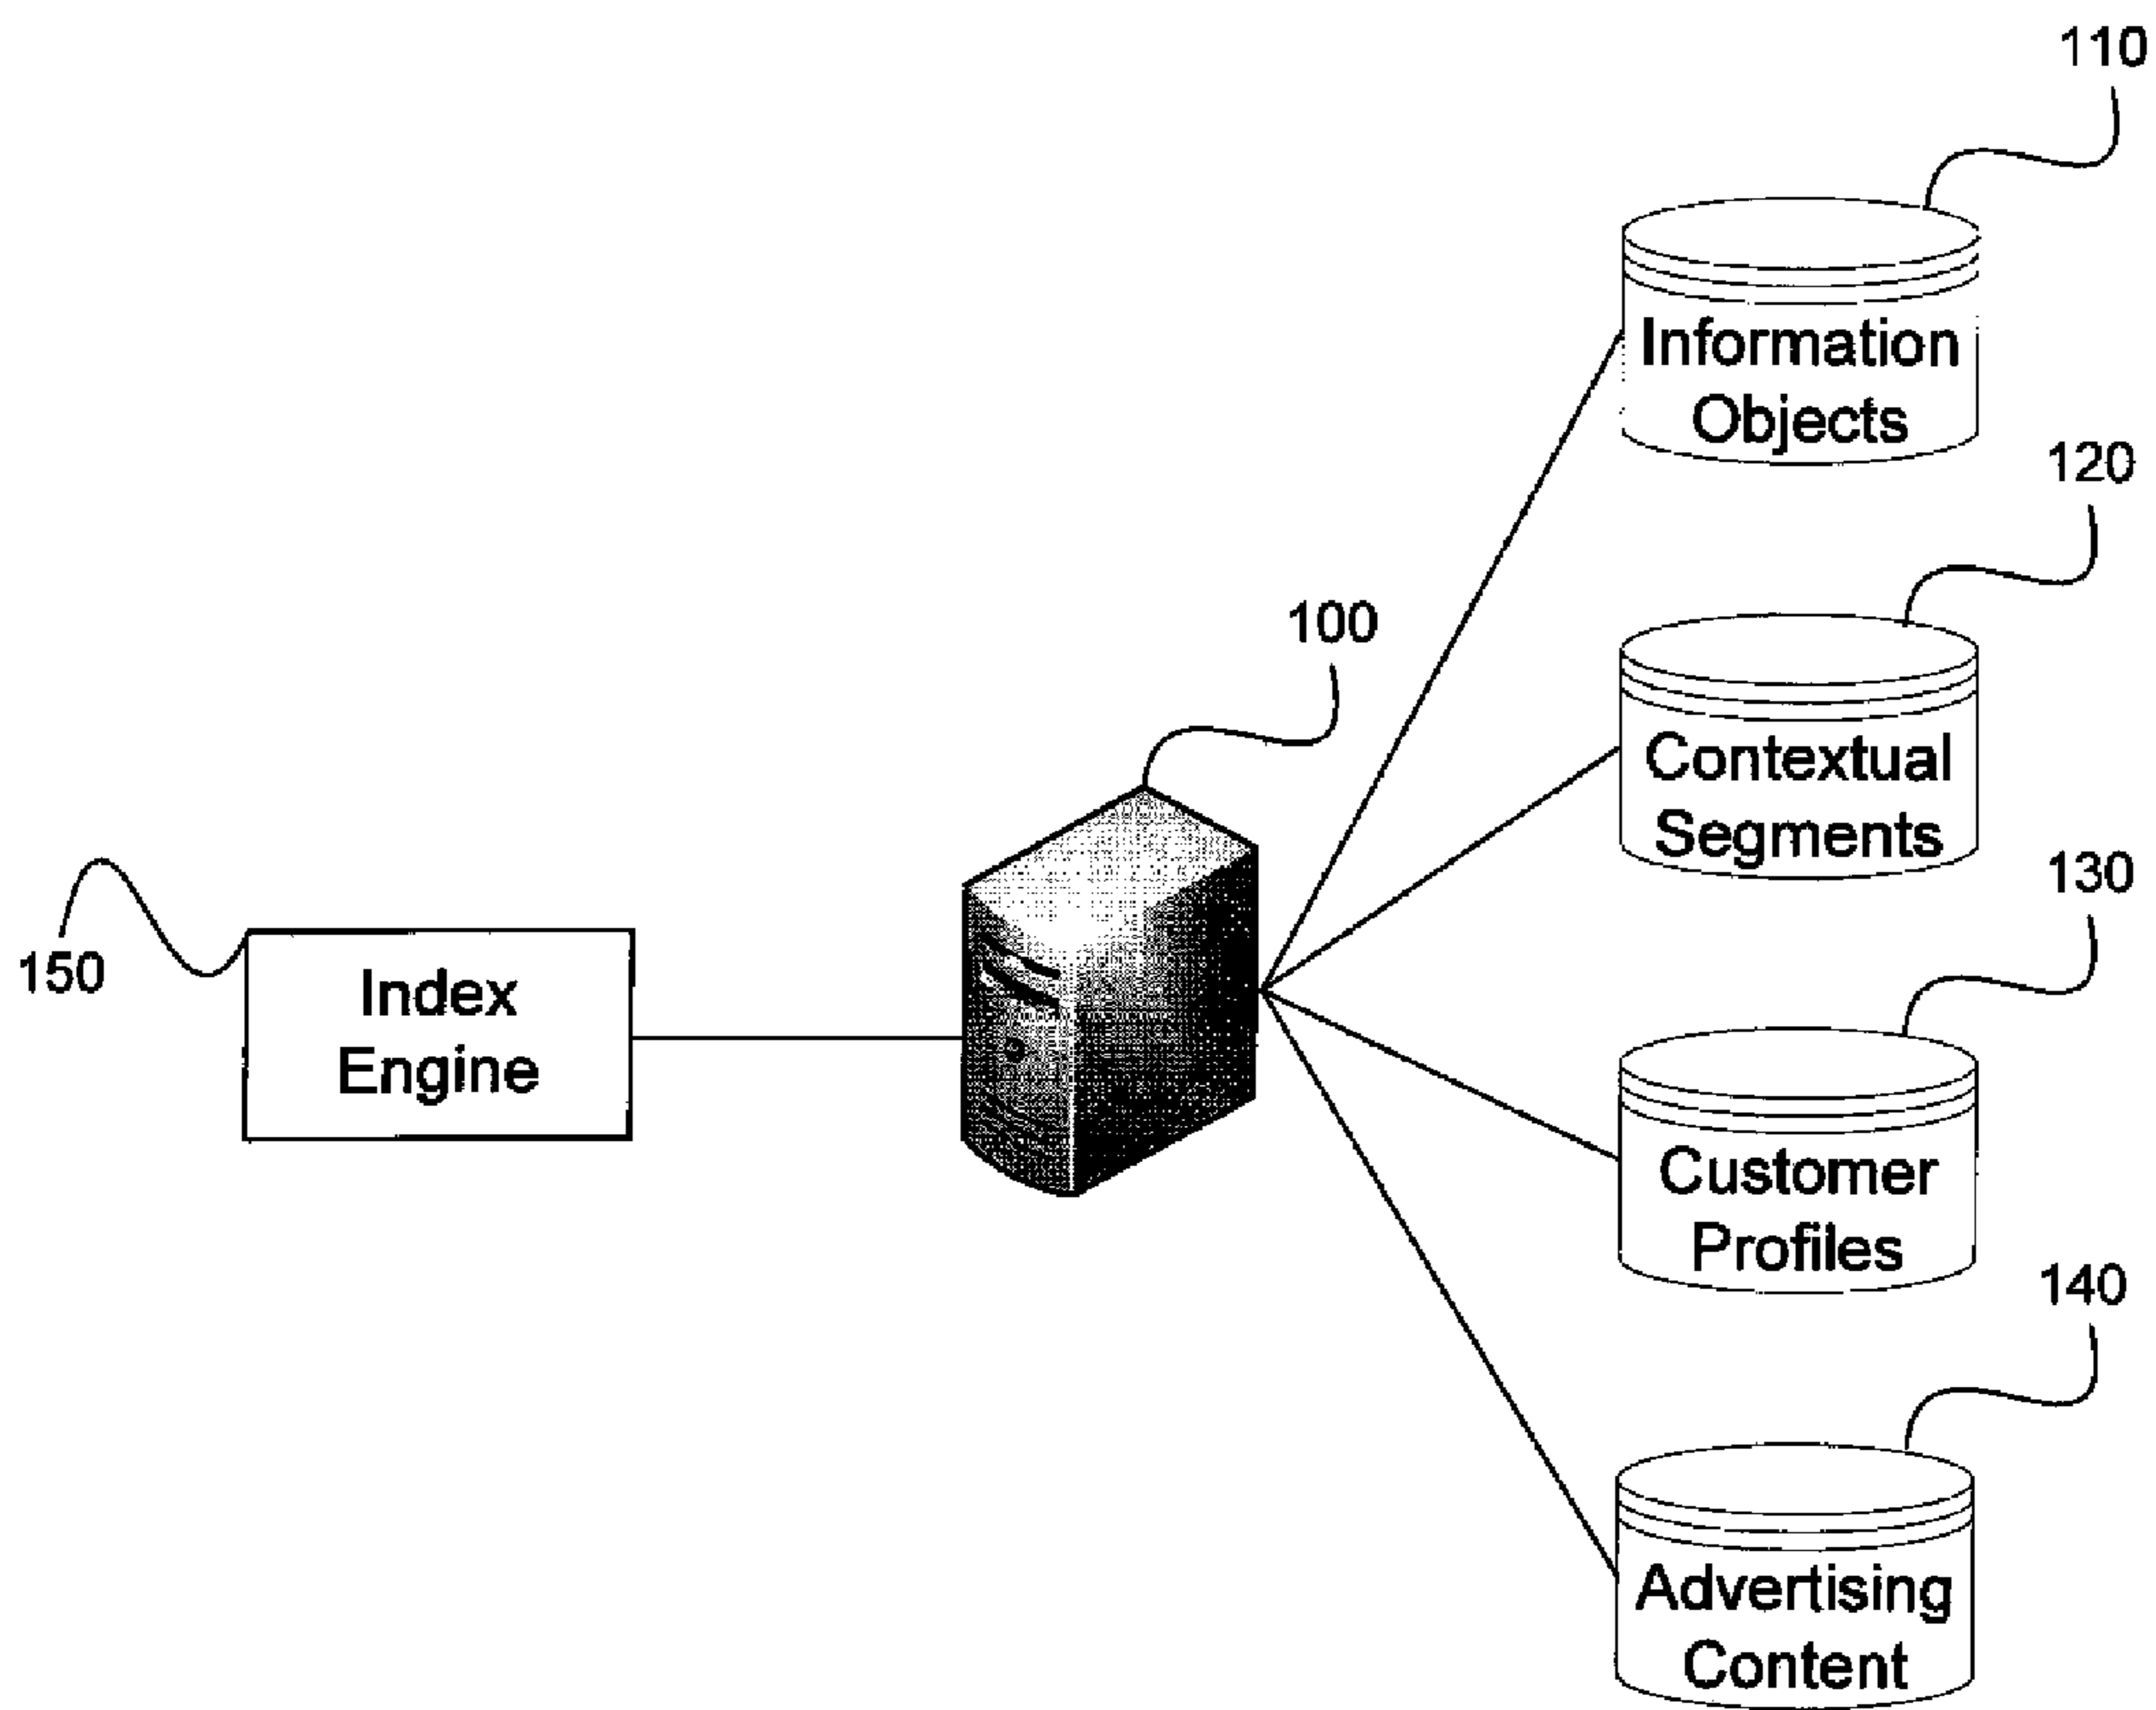 110
Information
Objects
120
100
Contextual
Segments
130
150
Index
Engine
Customer
Profiles
140
Advertising
Content